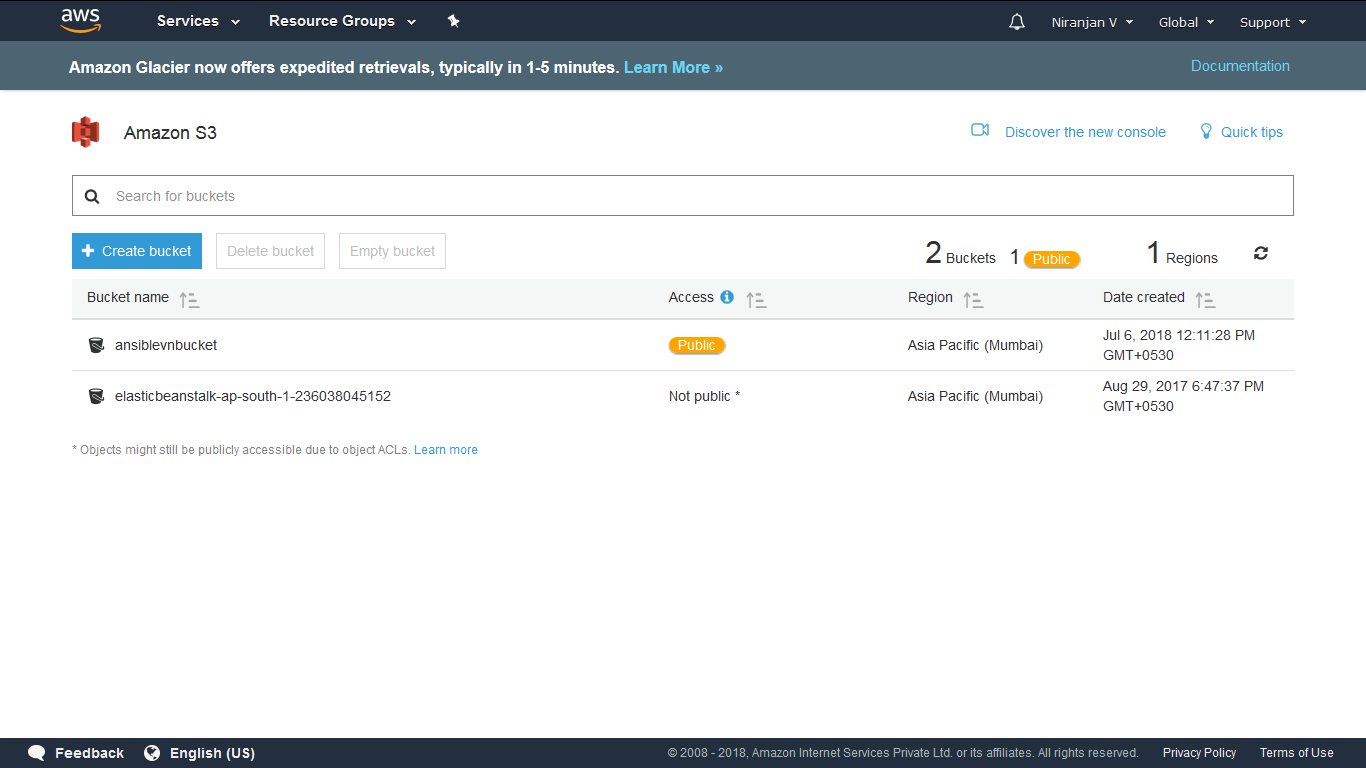 aws Services Resource Groups Niranjan V Global Support
Amazon Glacier now offers expedited retrievals, typically in 1-5 minutes. Learn More » Documentation
Amazon S3 Discover the new console Quick tips
Search for buckets
Create bucket Delete bucket Empty bucket 2 Buckets 1 Public 1 Regions
Bucket name Access Region Date created
ansiblevnbucket Public Asia Pacific (Mumbai) Jul 6, 2018 12:11:28 PM
GMT+0530
elasticbeanstalk-ap-south-1-236038045152 Not public * Asia Pacific (Mumbai) Aug 29, 2017 6:47:37 PM
GMT+0530
* Objects might still be publicly accessible due to object ACLs. Learn more
Feedback English (US) © 2008 - 2018, Amazon Internet Services Private Ltd. or its affiliates. All rights reserved. Privacy Policy Terms of Use